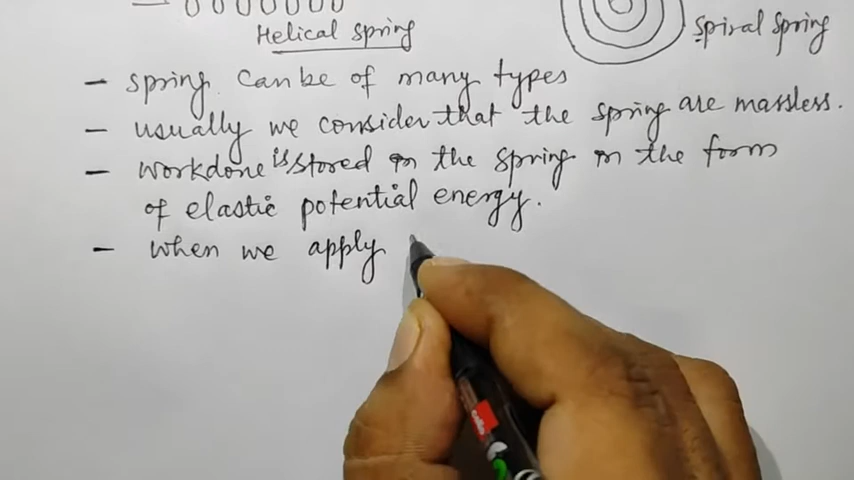 Helical spring
Spiral Spring
- spring can be of many types
- usually we consider that the spring are massless.
- workdone is stored in the spring in the form
of elastic potential energy.
- when we apply